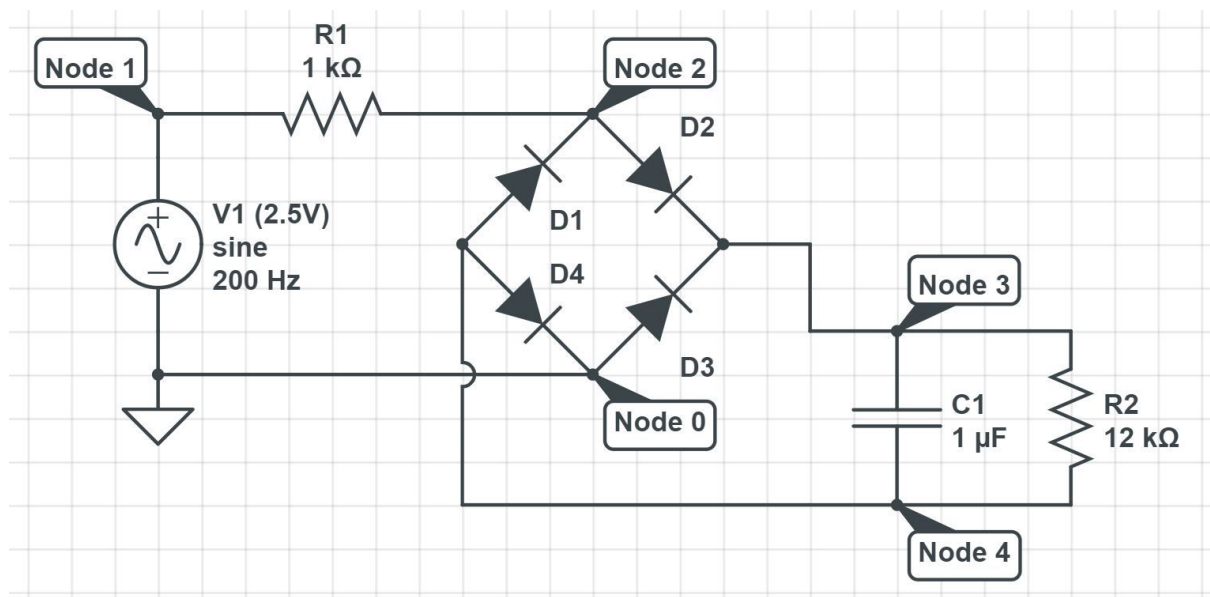 R1
1 kΩ
Node 1
Node 2
D2
V1 (2.5V)
sine
200 Hz
D1
D4
Node 3
D3
Node 0
C1
1 µF
R2
12 kΩ
Node 4